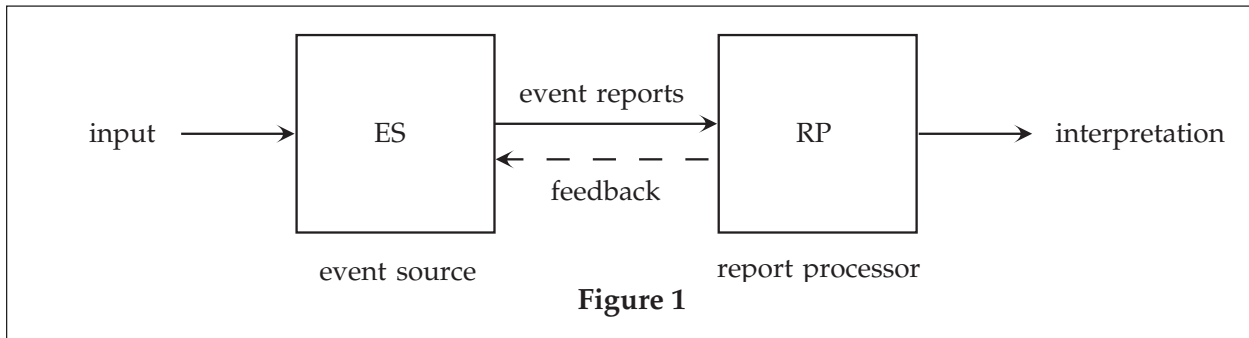 event reports
input
ES
RP
interpretation
feedback
event source
report processor
Figure 1